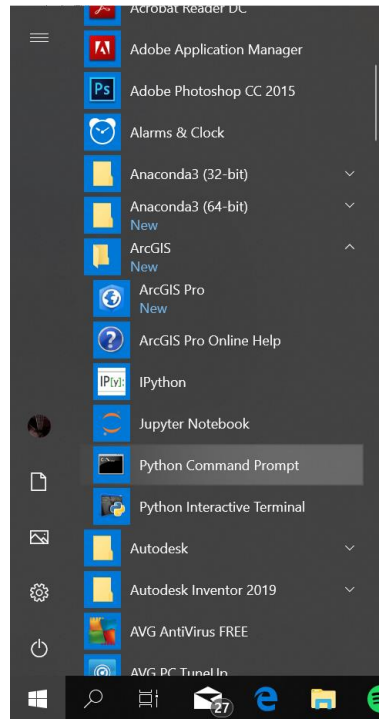 Acrobat Reader DC
Adobe Application Manager
Ps
Adobe Photoshop CC 2015
Alarms & Clock
Anaconda3 (32-bit)
Anaconda3 (64-bit)
New
ArcGIS
New
ArcGIS Pro
New
?
ArcGIS Pro Online Help
IP[y]:
IPython
Jupyter Notebook
Python Command Prompt
Python Interactive Terminal
Autodesk
Autodesk Inventor 2019
AVG AntiVirus FREE
AVG PC TuneUp
27